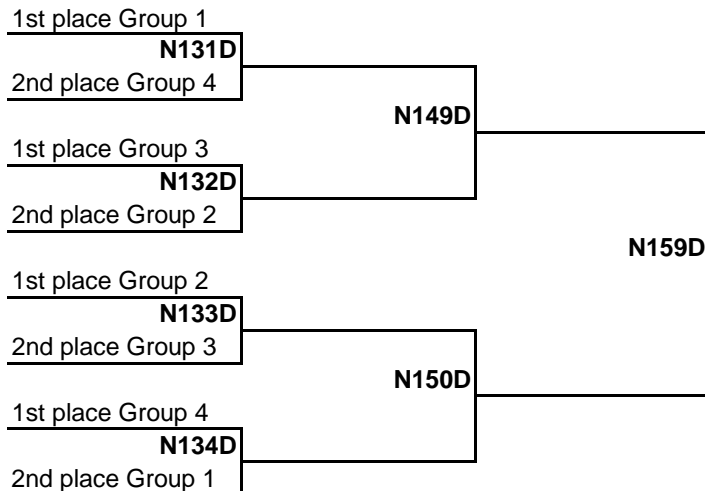 1st place Group 1
N131D
2nd place Group 4
N149D
1st place Group 3
N132D
2nd place Group 2
N159D
1st place Group 2
N133D
2nd place Group 3
N150D
1st place Group 4
N134D
2nd place Group 1